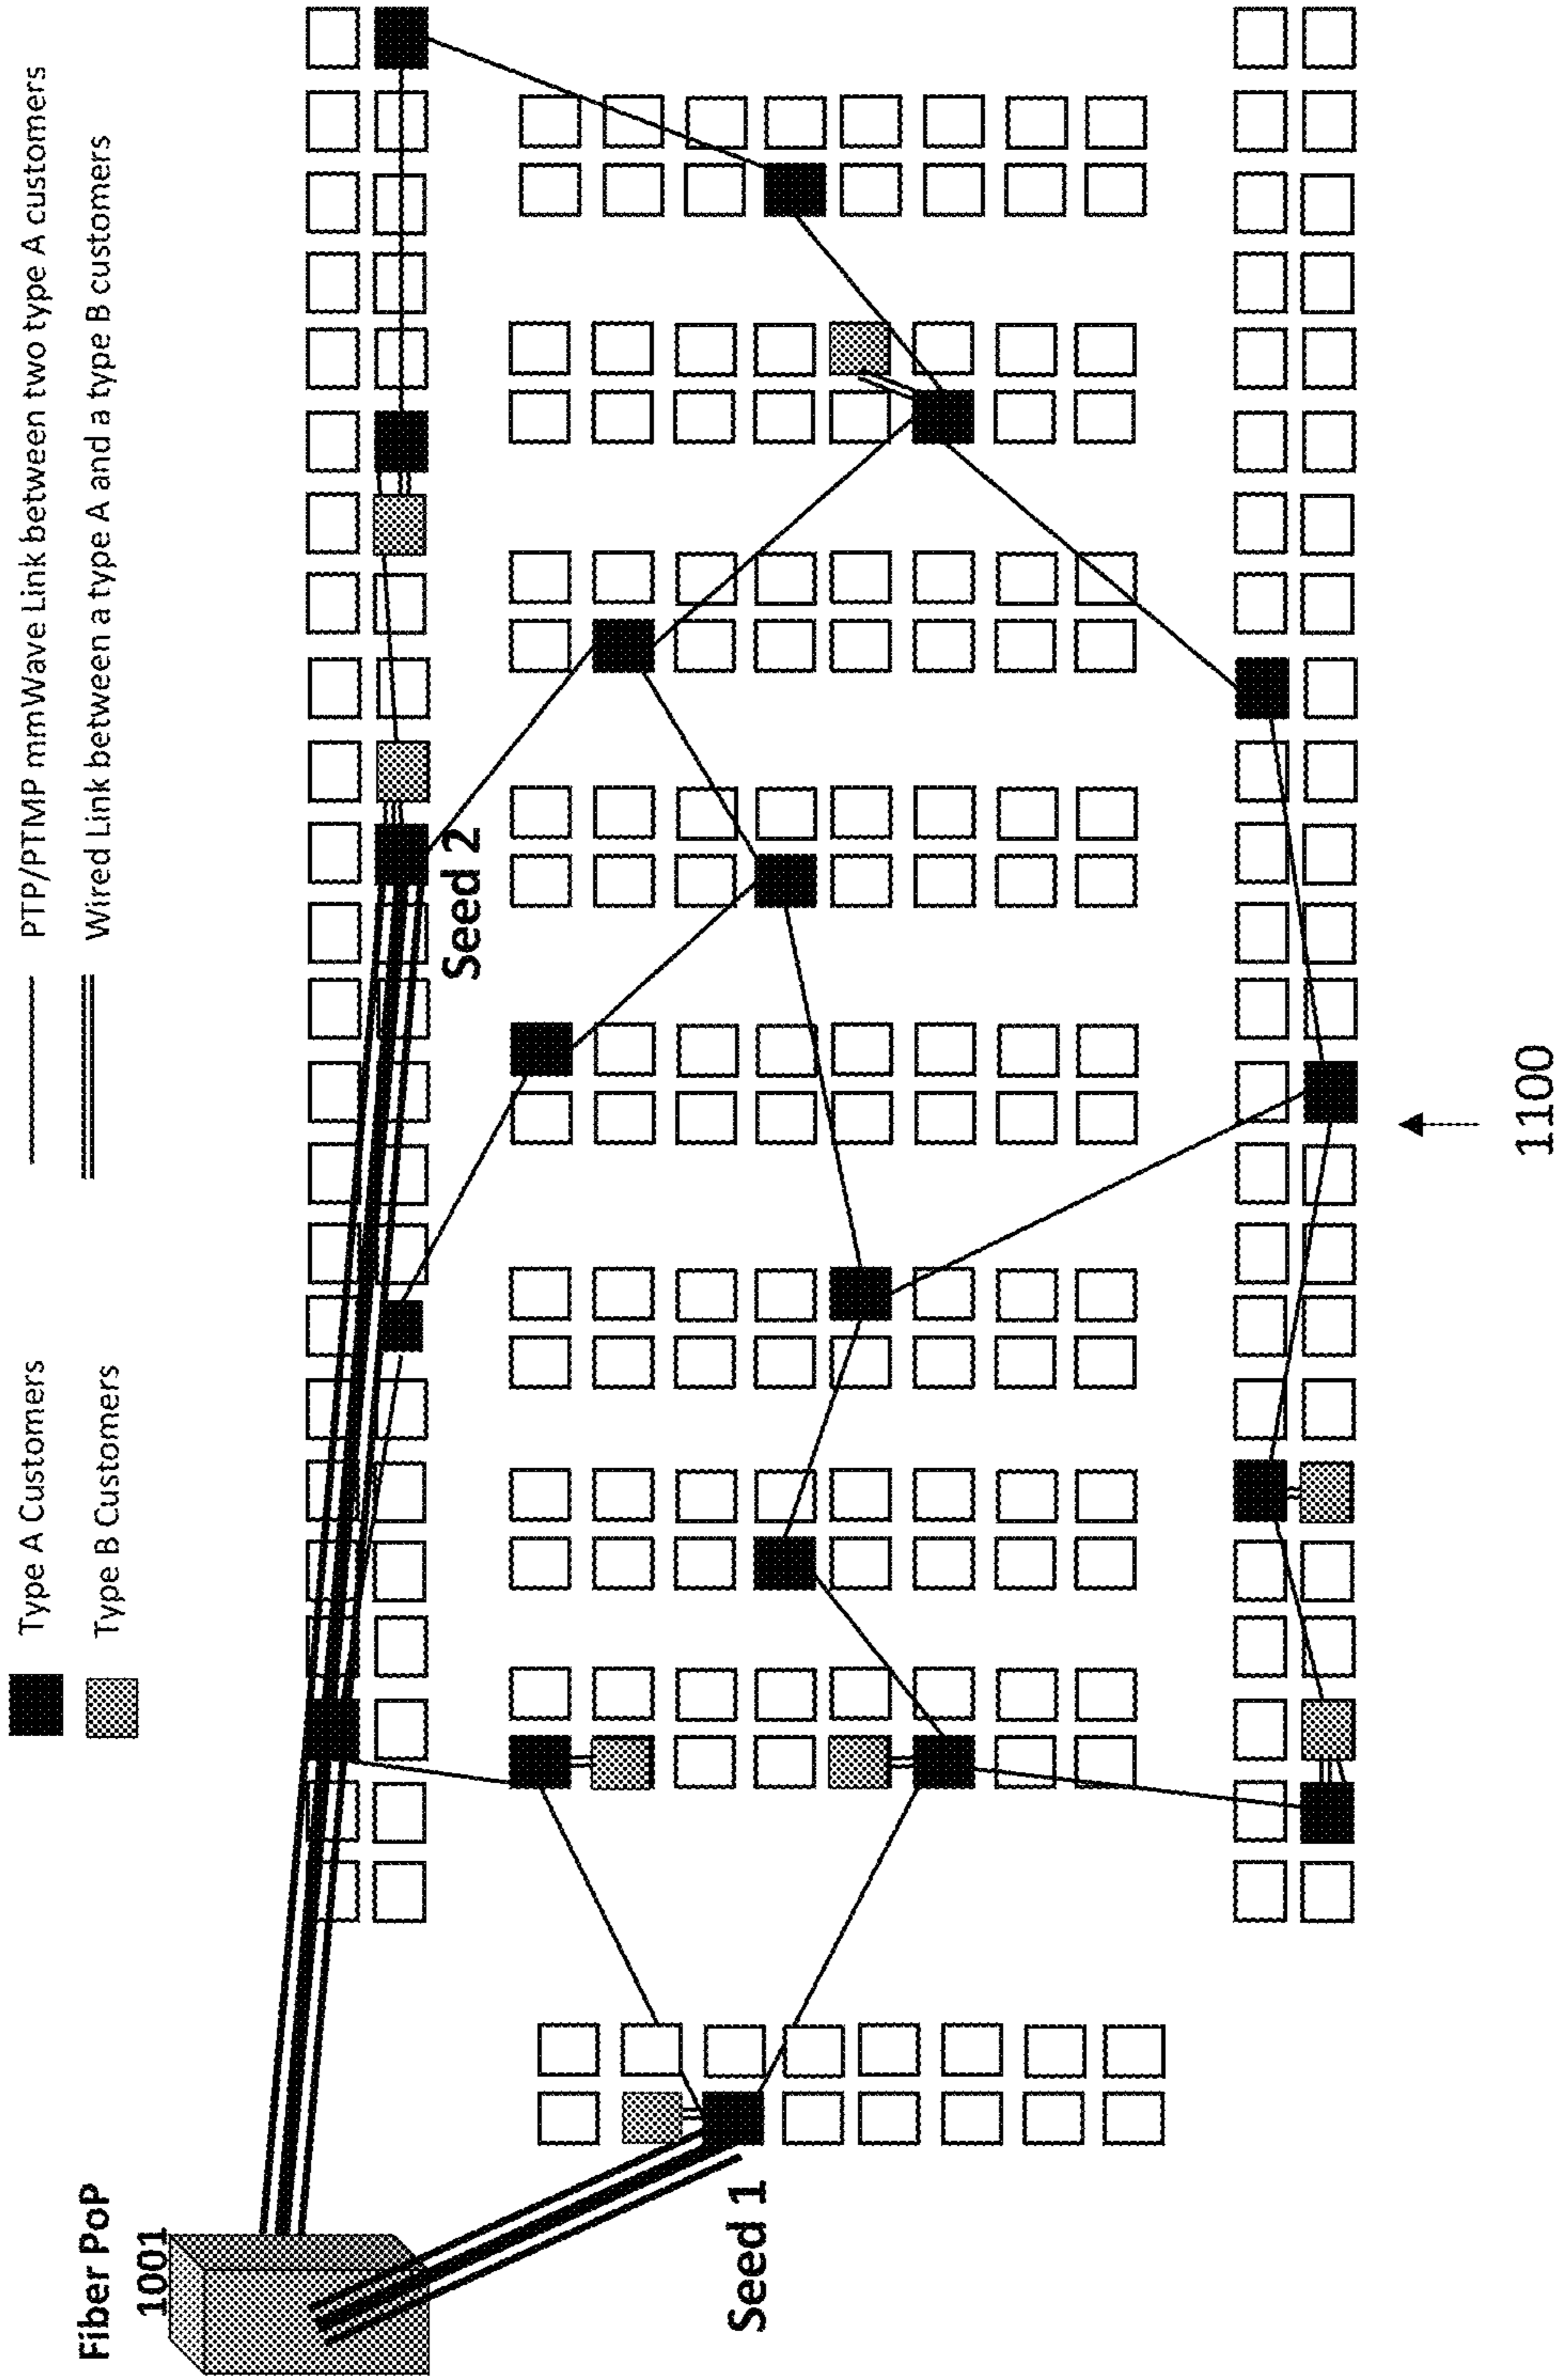 Type A Customers
Type B Customers
PTP/PTMP mmWave Link between two type A customers
Wired Link between a type A and a type B customers
Fiber PoP
1001
Seed 2
Seed 1
1100